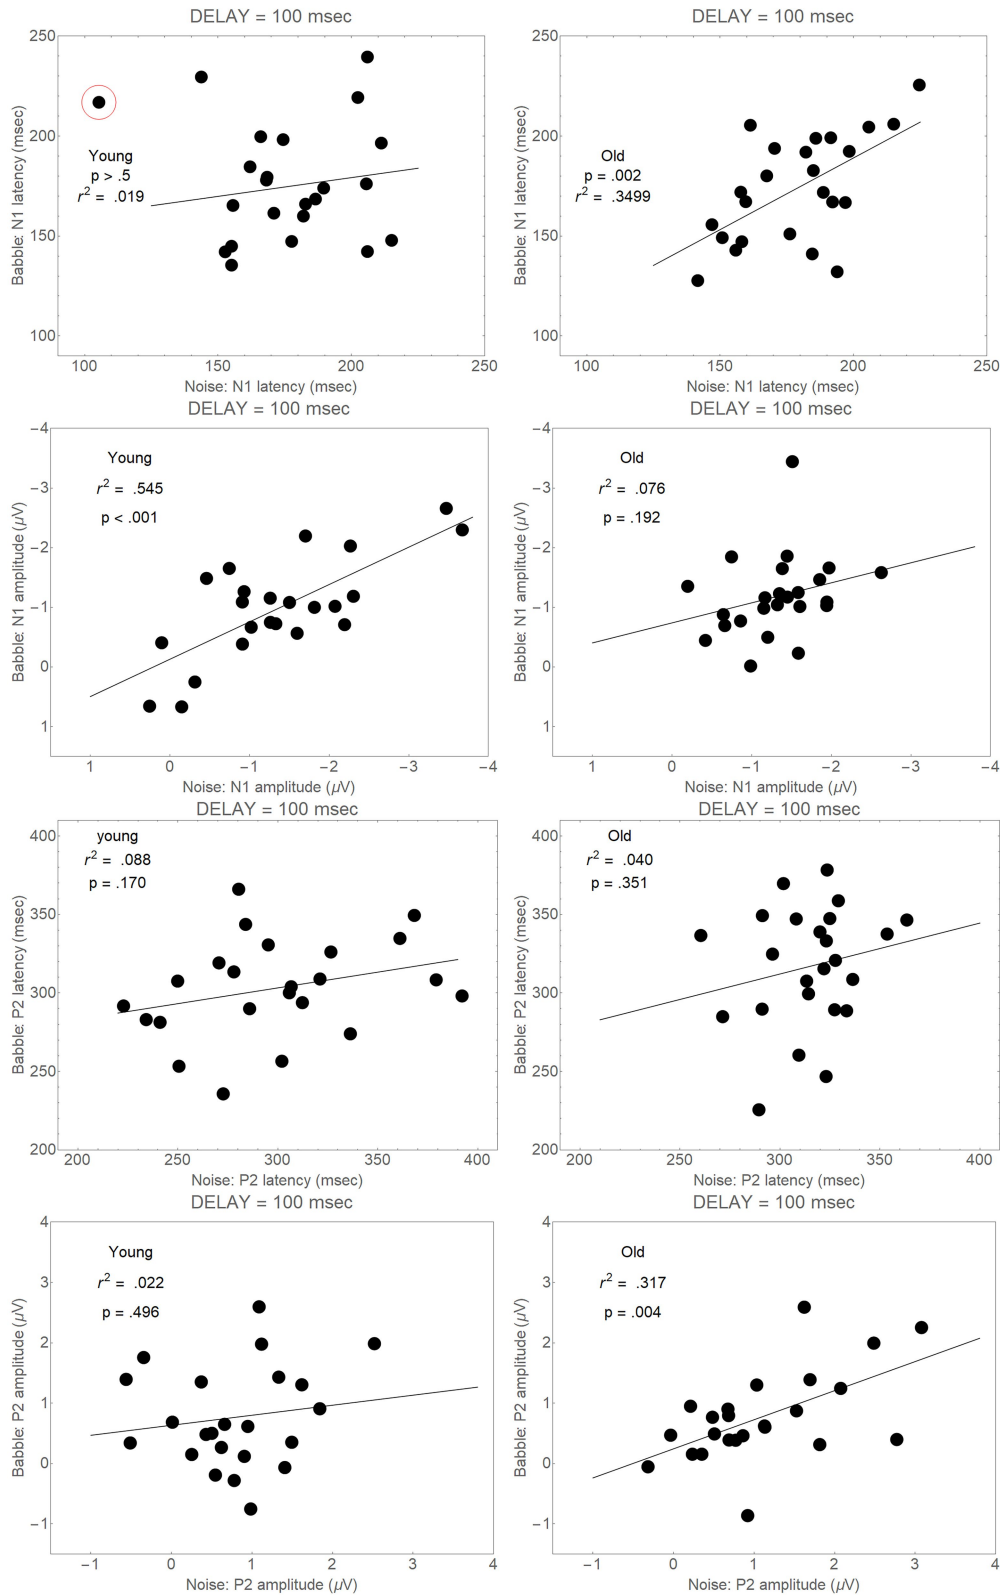 DELAY = 100 msec
250
200
150
100
Babble: N1 latency (msec)
Young
p > .5
r² = .019
100 150 200 250
Noise: N1 latency (msec)
DELAY = 100 msec
250
200
150
100
Babble: N1 latency (msec)
Old
p = .002
r² = .3499
100 150 200 250
Noise: N1 latency (msec)
DELAY = 100 msec
−4
−3
−2
−1
0
1
Babble: N1 amplitude (μV)
Young
r² = .545
p < .001
1 0 −1 −2 −3 −4
Noise: N1 amplitude (μV)
DELAY = 100 msec
−4
−3
−2
−1
0
1
Babble: N1 amplitude (μV)
Old
r² = .076
p = .192
1 0 −1 −2 −3 −4
Noise: N1 amplitude (μV)
DELAY = 100 msec
400
350
300
250
200
Babble: P2 latency (msec)
young
r² = .088
p = .170
200 250 300 350 400
Noise: P2 latency (msec)
DELAY = 100 msec
400
350
300
250
200
Babble: P2 latency (msec)
Old
r² = .040
p = .351
200 250 300 350 400
Noise: P2 latency (msec)
DELAY = 100 msec
4
3
2
1
0
−1
Babble: P2 amplitude (μV)
Young
r² = .022
p = .496
−1 0 1 2 3 4
Noise: P2 amplitude (μV)
DELAY = 100 msec
4
3
2
1
0
−1
Babble: P2 amplitude (μV)
Old
r² = .317
p = .004
−1 0 1 2 3 4
Noise: P2 amplitude (μV)